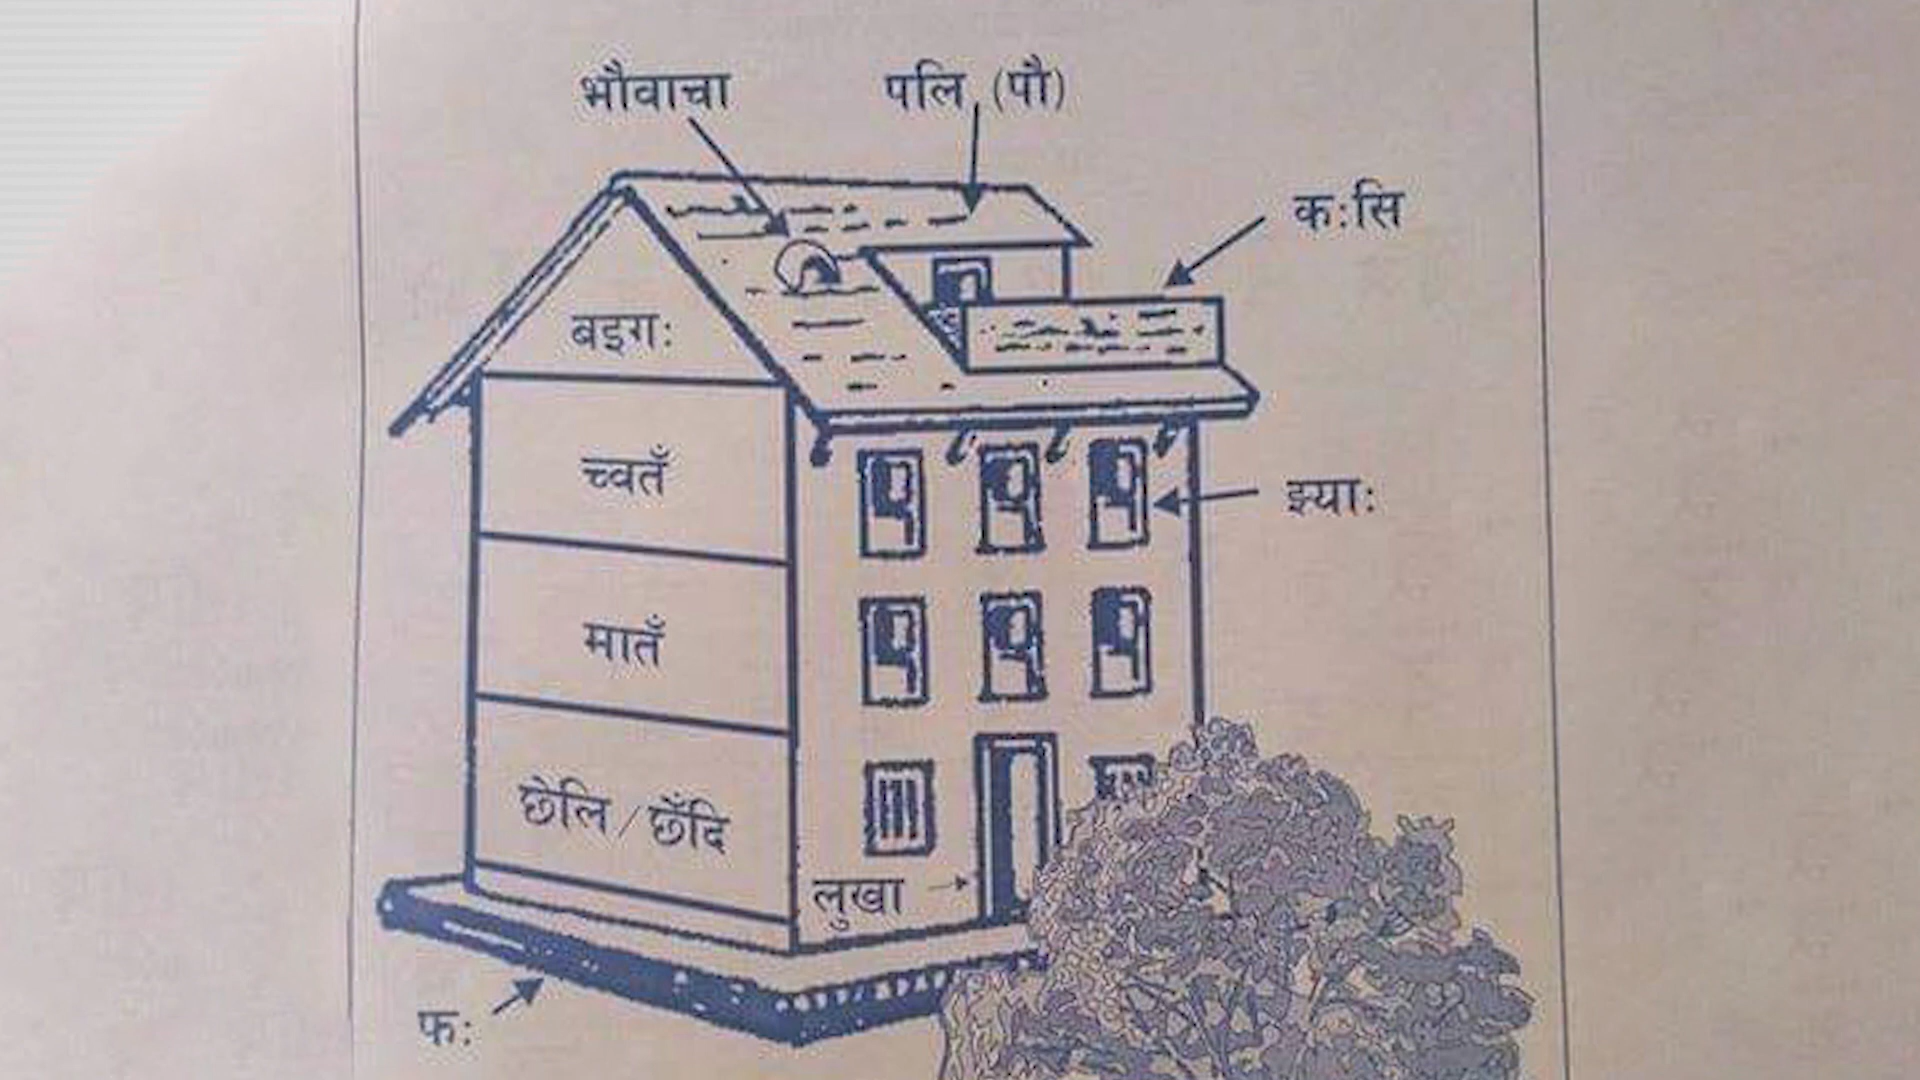 भौवाचा
पलि (पौ)
कःसि
बइगः
च्वतँ
झ्याः
मातँ
छेलि / छेँदि
लुखा
फः